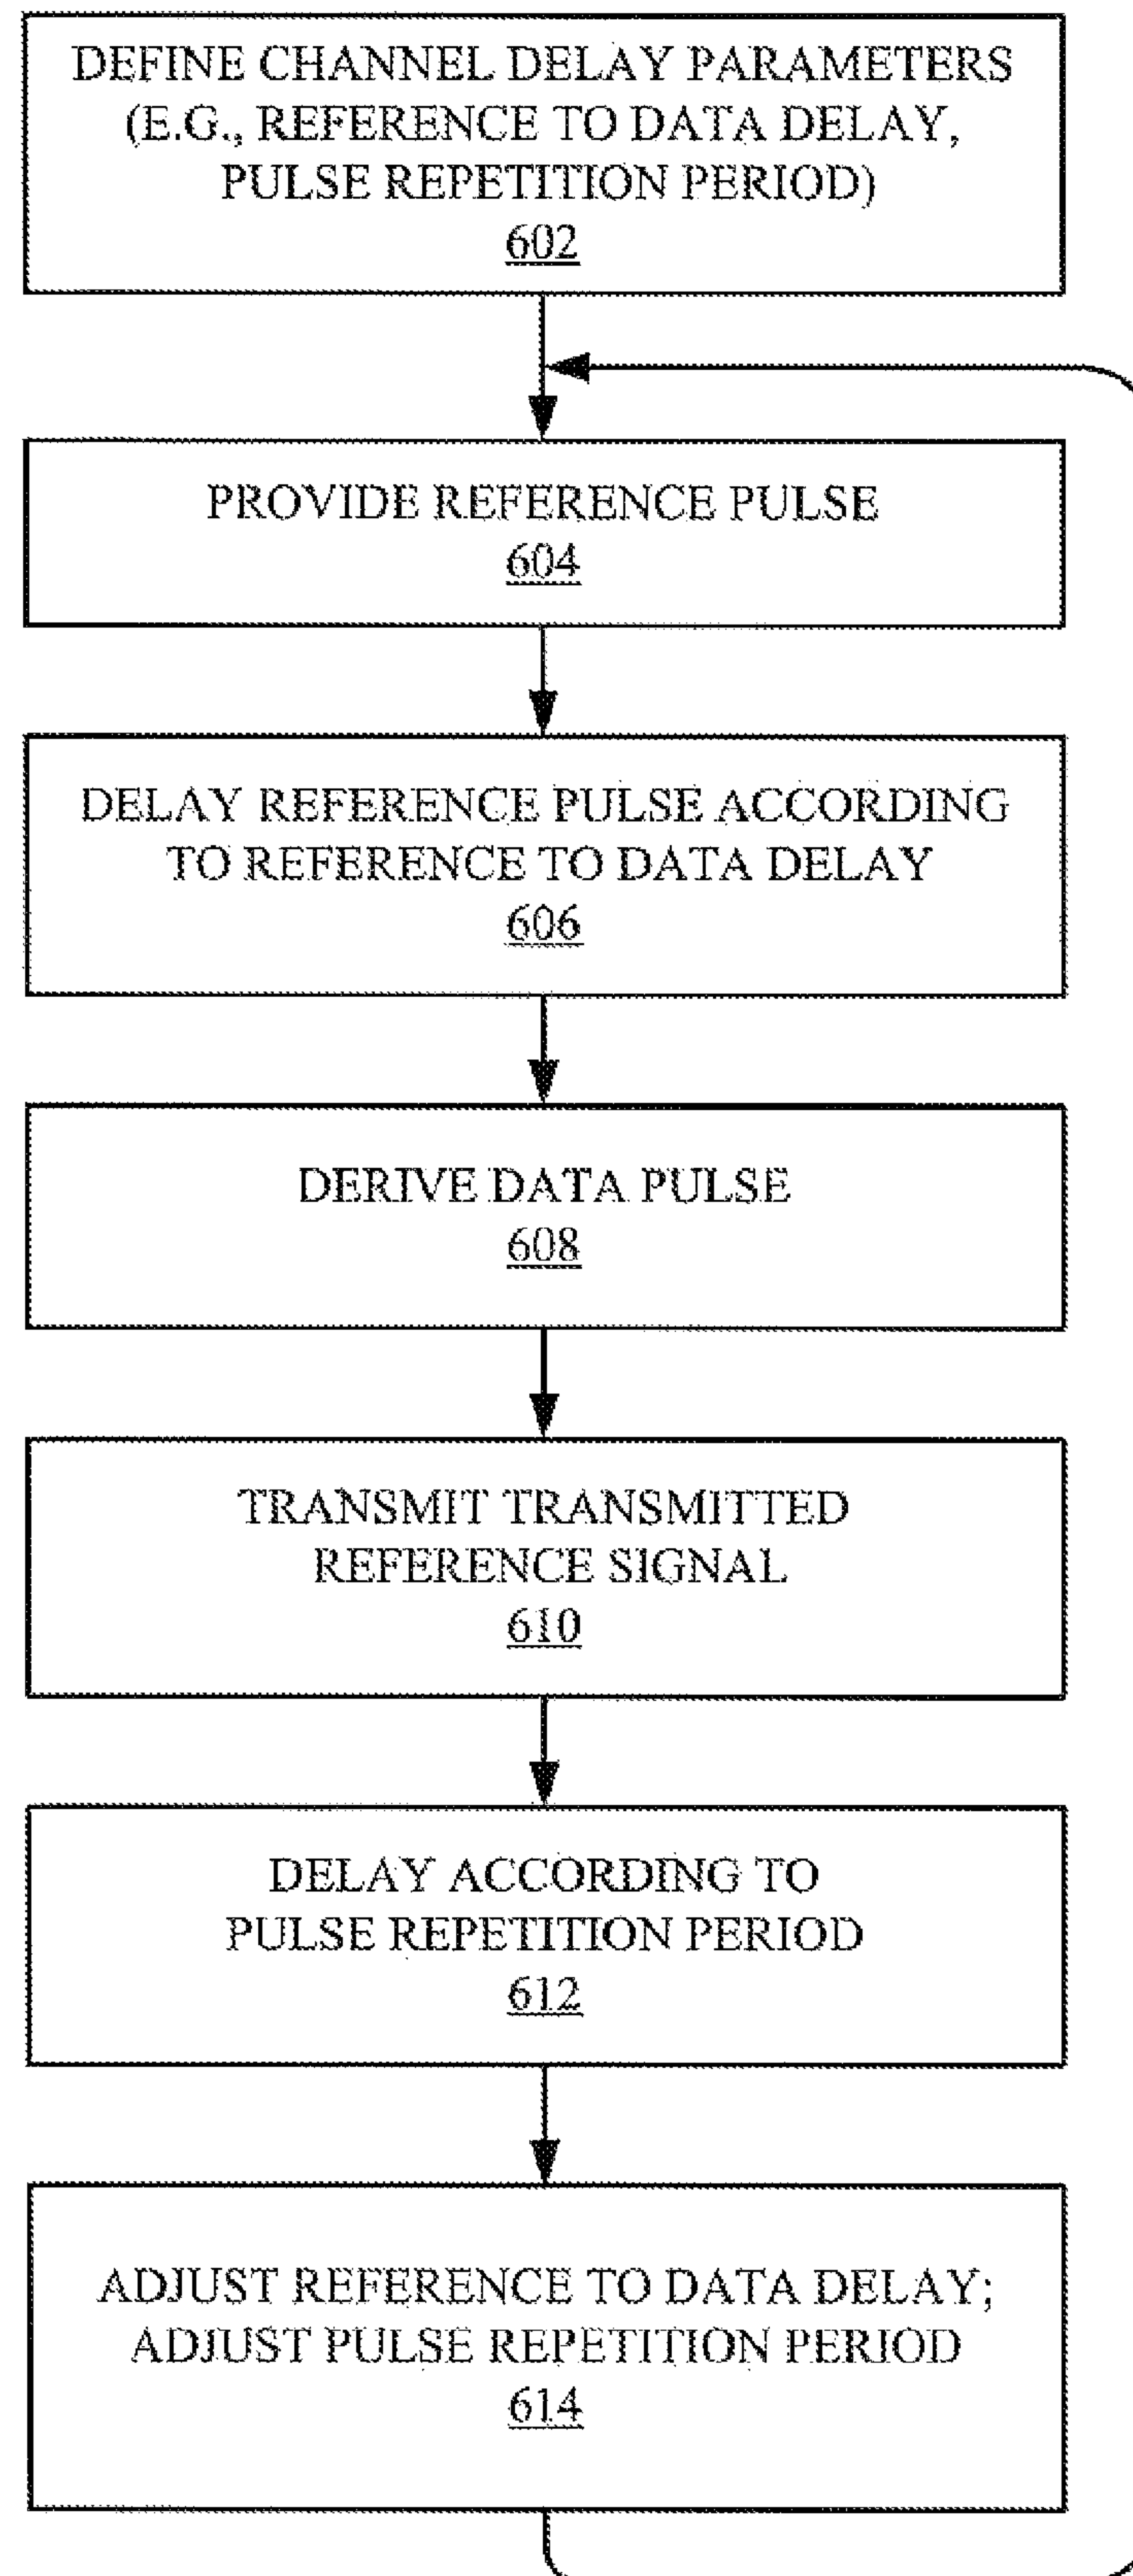 DEFINE CHANNEL DELAY PARAMETERS
(E.G., REFERENCE TO DATA DELAY,
PULSE REPETITION PERIOD)
602
PROVIDE REFERENCE PULSE
604
DELAY REFERENCE PULSE ACCORDING
TO REFERENCE TO DATA DELAY
606
DERIVE DATA PULSE
608
TRANSMIT TRANSMITTED
REFERENCE SIGNAL
610
DELAY ACCORDING TO
PULSE REPETITION PERIOD
612
ADJUST REFERENCE TO DATA DELAY;
ADJUST PULSE REPETITION PERIOD
614